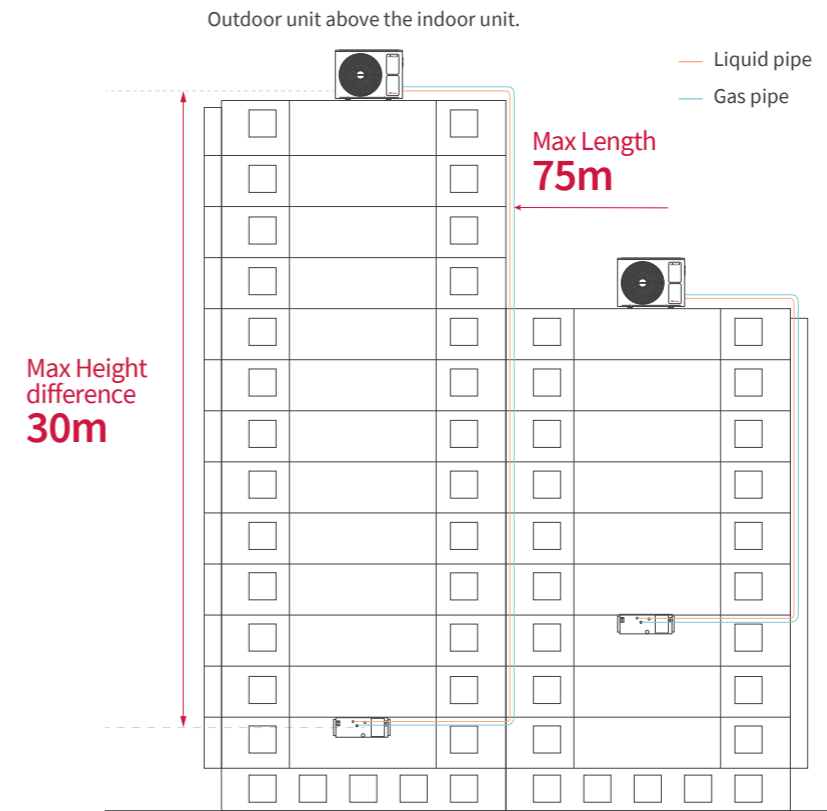 Outdoor unit above the indoor unit.
Liquid pipe
Gas pipe
Max Length
75m
Max Height
difference
30m